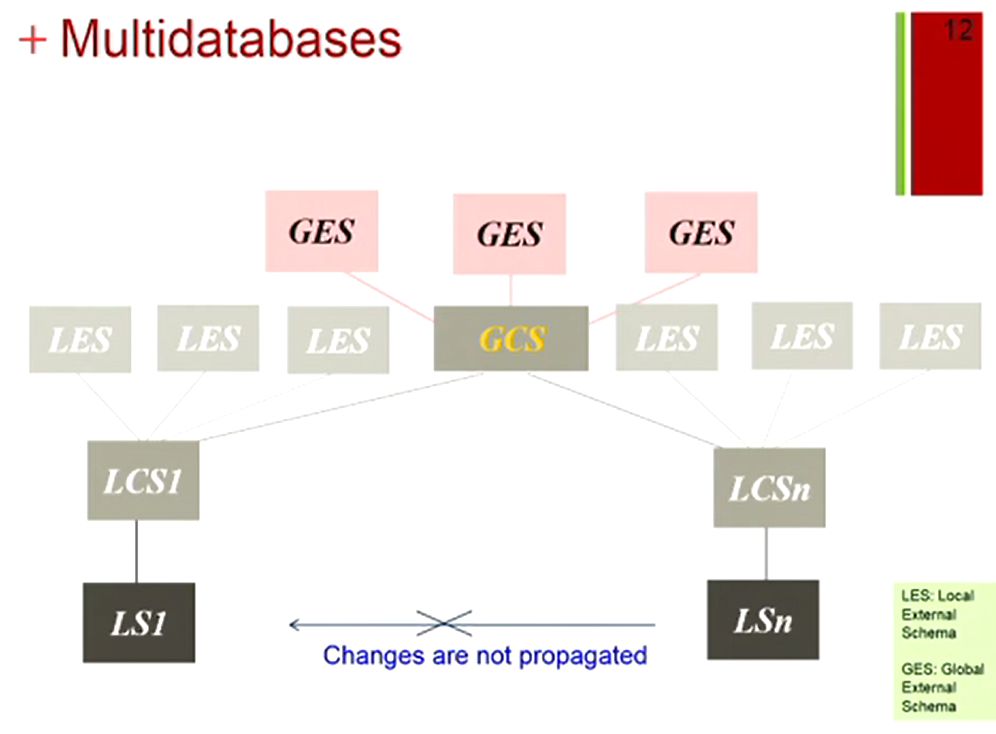 + Multidatabases
12
GES GES GES
LES LES LES GCS LES LES LES
LCS1 LCSn
LS1 LSn
Changes are not propagated
LES: Local
External
Schema
GES: Global
External
Schema